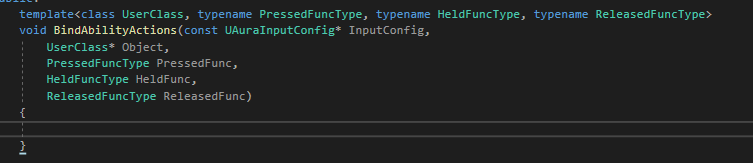 template<class UserClass, typename PressedFuncType, typename HeldFuncType, typename ReleasedFuncType>
void BindAbilityActions(const UAuraInputConfig* InputConfig,
UserClass* Object,
PressedFuncType PressedFunc,
HeldFuncType HeldFunc,
ReleasedFuncType ReleasedFunc)
{
}